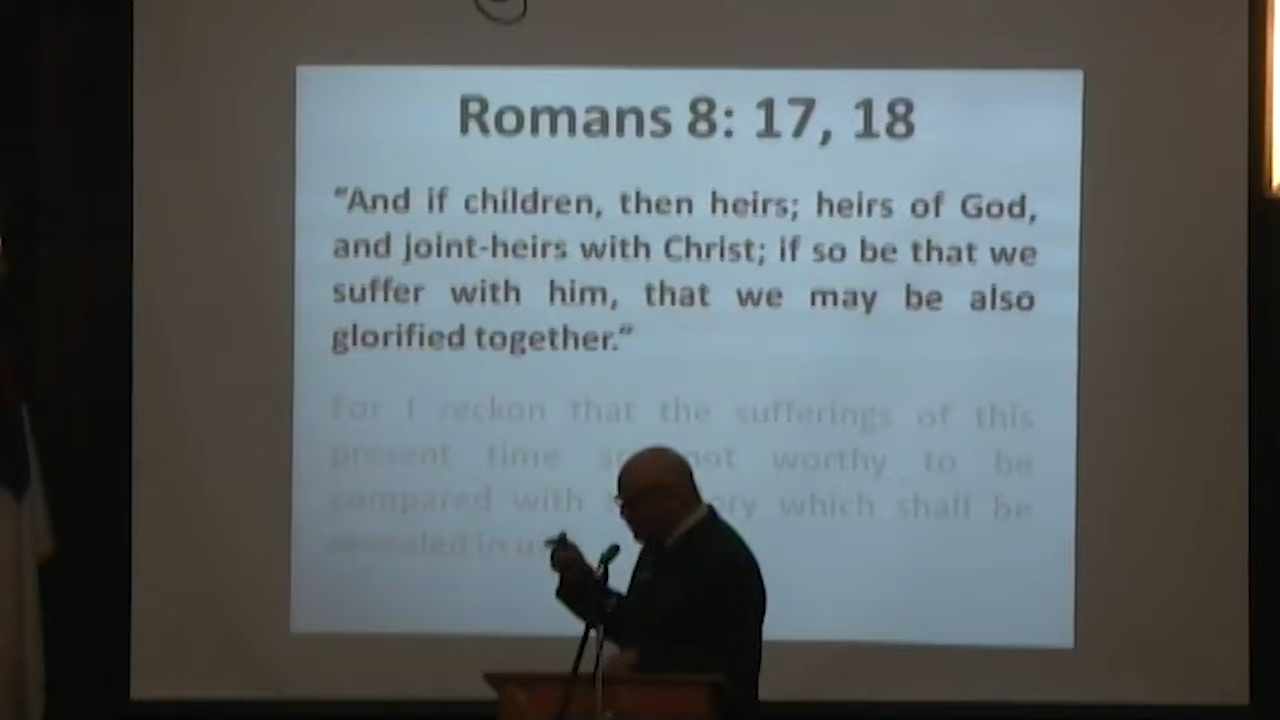 Romans 8: 17, 18
"And if children, then heirs; heirs of God,
and joint-heirs with Christ; if so be that we
suffer with him, that we may be also
glorified together."
For I reckon that the sufferings of this
present time not worthy to be
compared with which shall be
revealed in